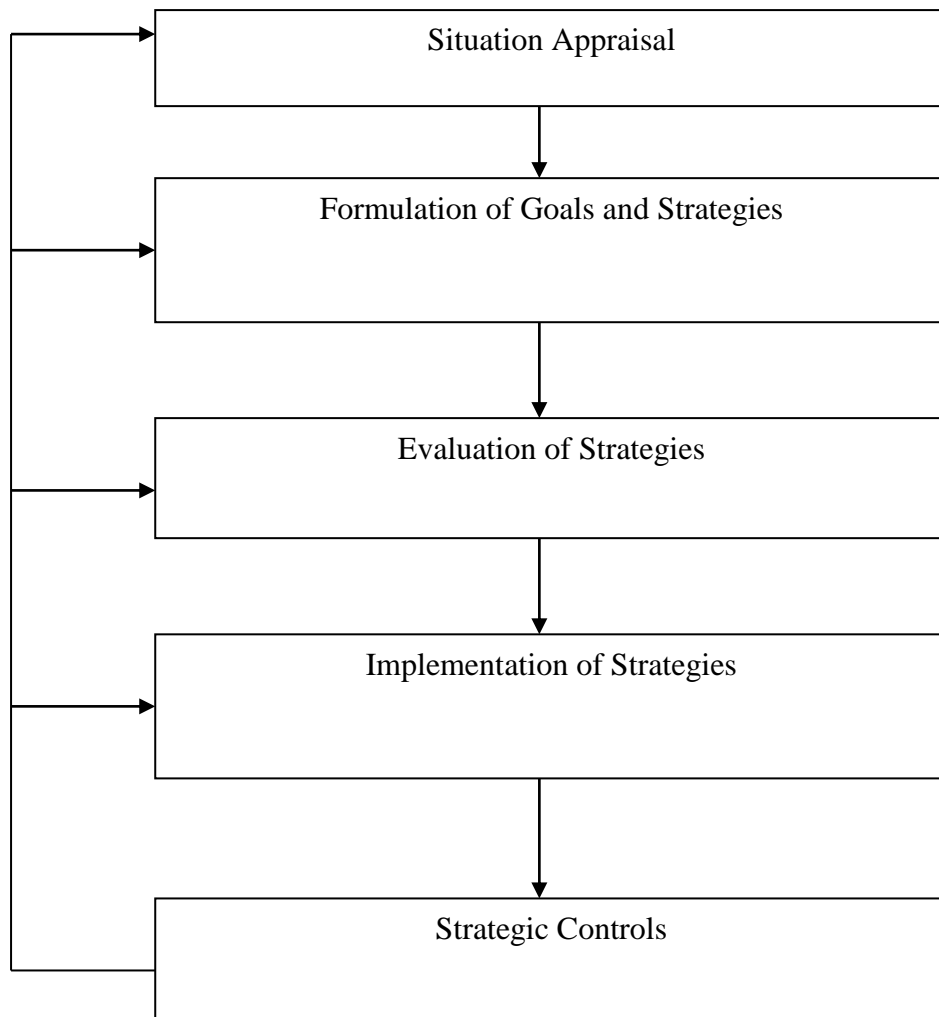 Situation Appraisal
Formulation of Goals and Strategies
Evaluation of Strategies
Implementation of Strategies
Strategic Controls